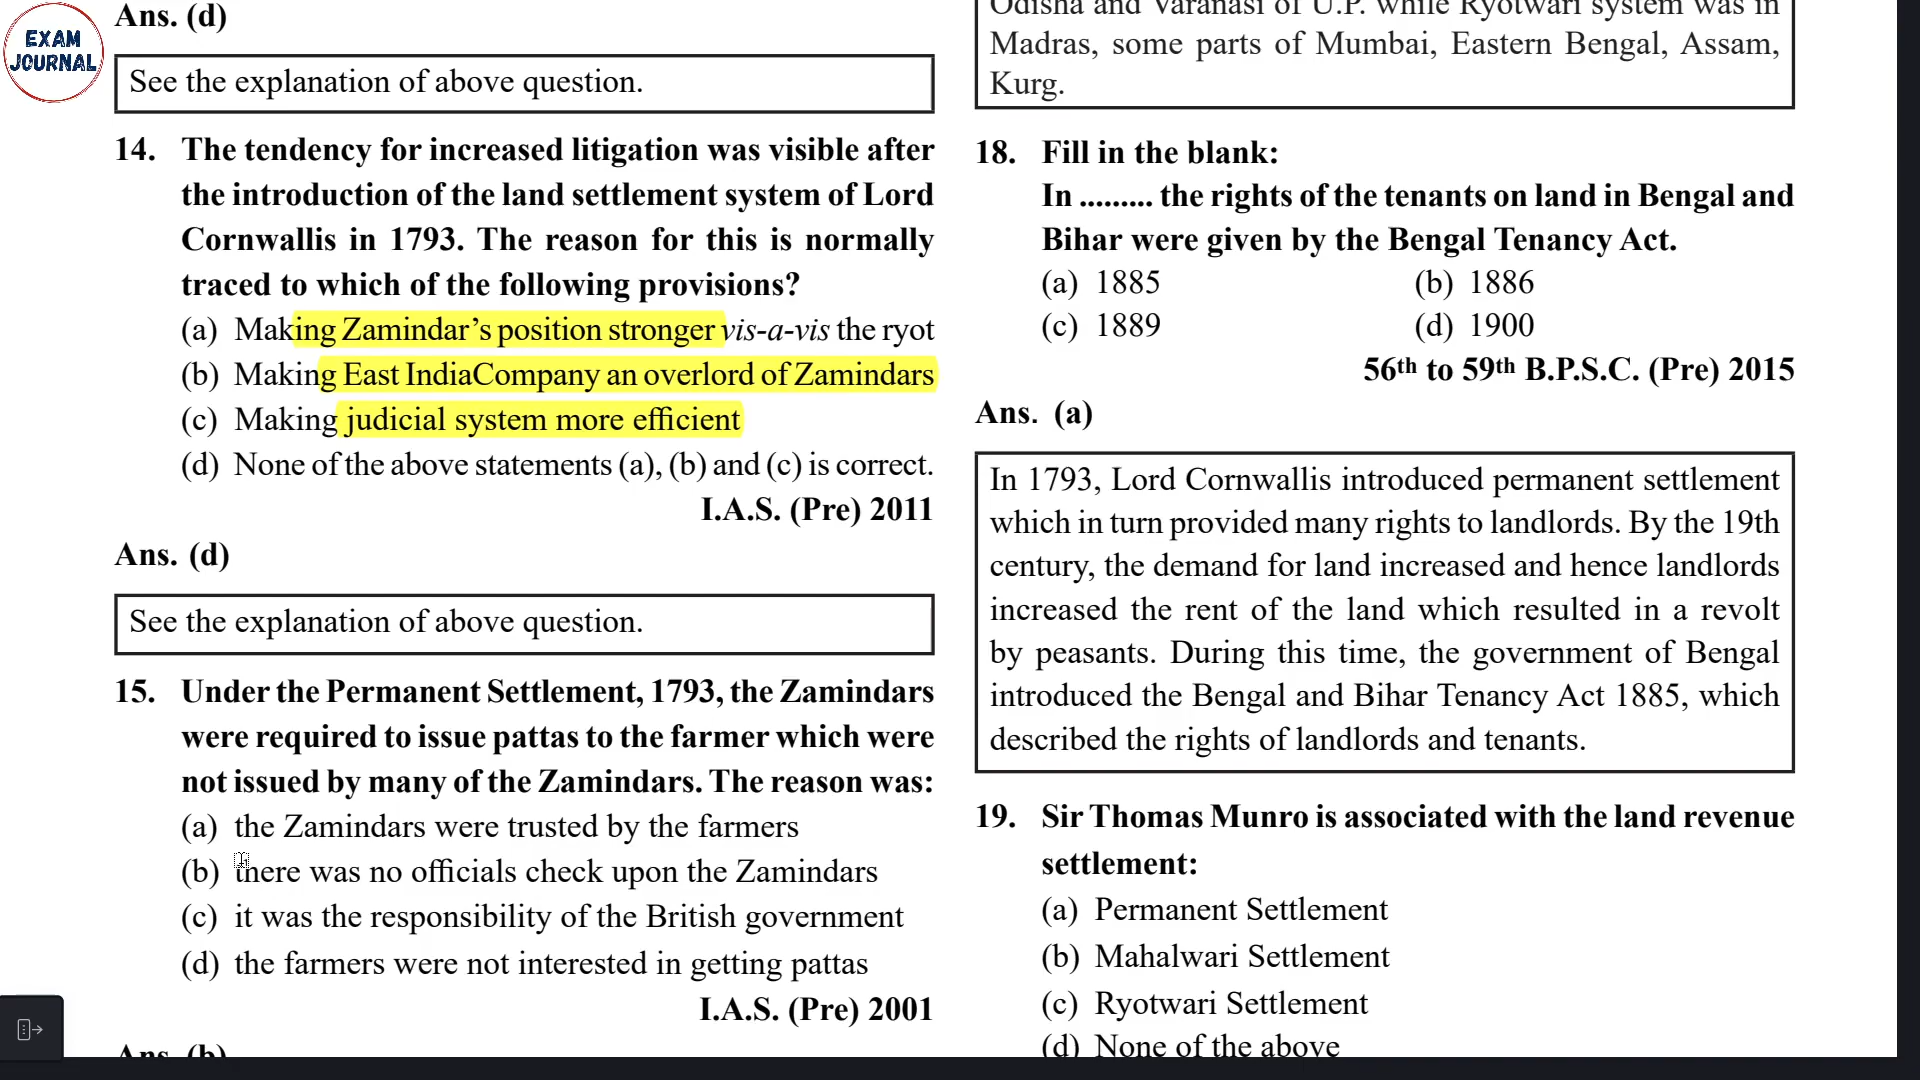 EXAM
JOURNAL
Ans. (d)
See the explanation of above question.
14. The tendency for increased litigation was visible after
the introduction of the land settlement system of Lord
Cornwallis in 1793. The reason for this is normally
traced to which of the following provisions?
(a) Making Zamindar’s position stronger vis-a-vis the ryot
(b) Making East IndiaCompany an overlord of Zamindars
(c) Making judicial system more efficient
(d) None of the above statements (a), (b) and (c) is correct.
I.A.S. (Pre) 2011
Ans. (d)
See the explanation of above question.
15. Under the Permanent Settlement, 1793, the Zamindars
were required to issue pattas to the farmer which were
not issued by many of the Zamindars. The reason was:
(a) the Zamindars were trusted by the farmers
(b) there was no officials check upon the Zamindars
(c) it was the responsibility of the British government
(d) the farmers were not interested in getting pattas
I.A.S. (Pre) 2001
Ans. (b)
Odisha and Varanasi of U.P. while Ryotwari system was in
Madras, some parts of Mumbai, Eastern Bengal, Assam,
Kurg.
18. Fill in the blank:
In ......... the rights of the tenants on land in Bengal and
Bihar were given by the Bengal Tenancy Act.
(a) 1885 (b) 1886
(c) 1889 (d) 1900
56th to 59th B.P.S.C. (Pre) 2015
Ans. (a)
In 1793, Lord Cornwallis introduced permanent settlement
which in turn provided many rights to landlords. By the 19th
century, the demand for land increased and hence landlords
increased the rent of the land which resulted in a revolt
by peasants. During this time, the government of Bengal
introduced the Bengal and Bihar Tenancy Act 1885, which
described the rights of landlords and tenants.
19. Sir Thomas Munro is associated with the land revenue
settlement:
(a) Permanent Settlement
(b) Mahalwari Settlement
(c) Ryotwari Settlement
(d) None of the above